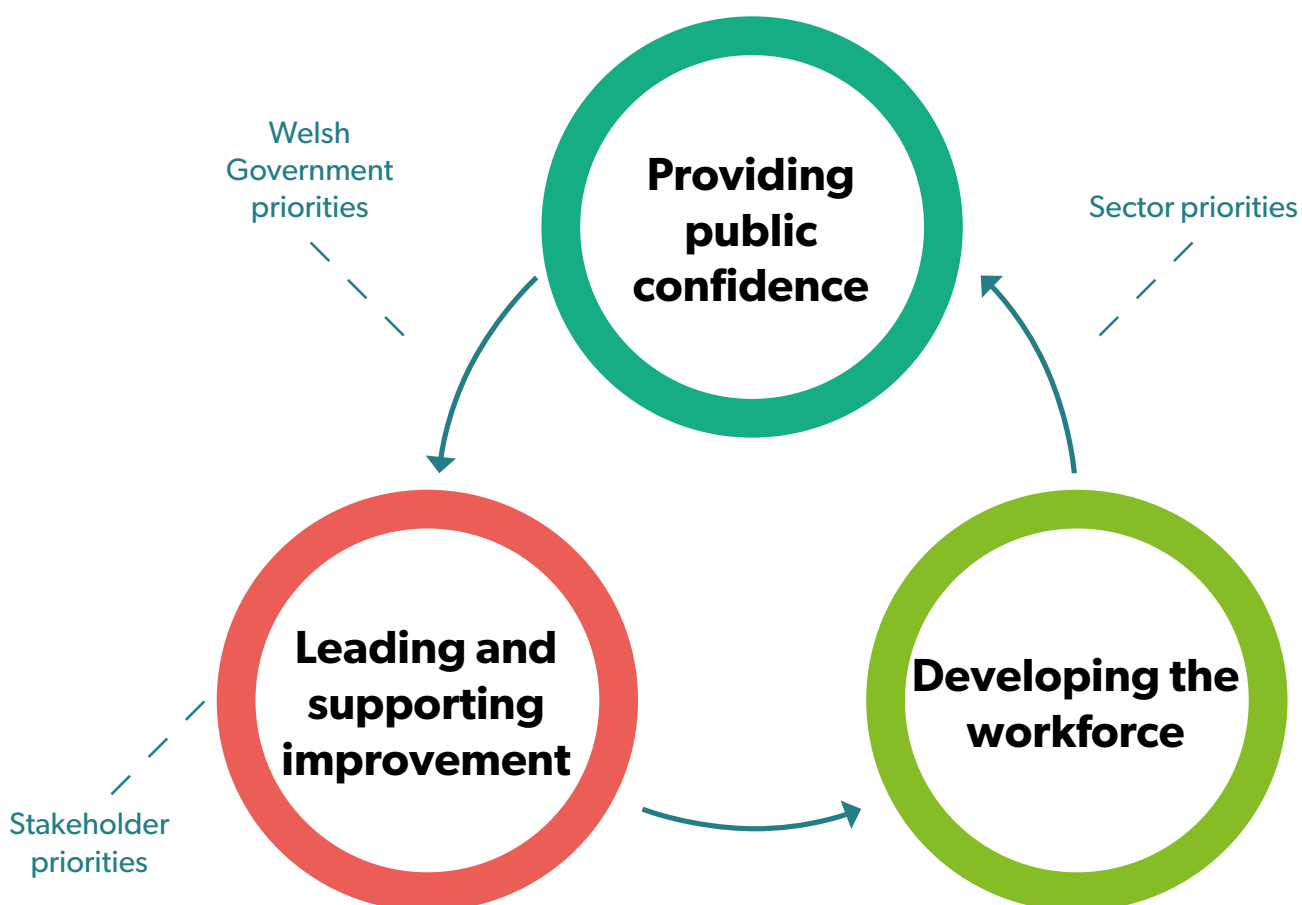 Welsh
Government
priorities
Providing
public
confidence
Sector priorities
Leading and
supporting
improvement
Developing the
workforce
Stakeholder
priorities